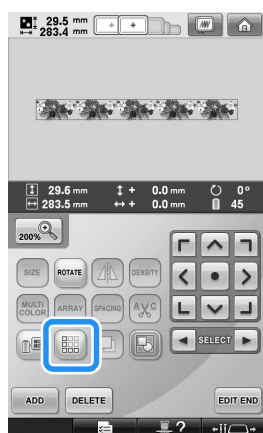 29.5 mm
283.4 mm
29.6 mm + 0.0 mm 0°
283.5 mm + 0.0 mm 45
200%
SIZE ROTATE DENSITY
MULTI COLOR ARRAY SPACING A C
SELECT
ADD DELETE EDIT END
?